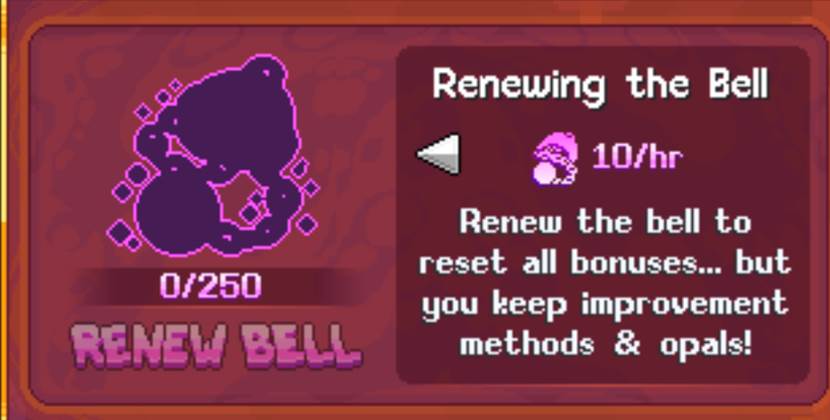 Renewing the Bell
10/hr
Renew the bell to
reset all bonuses... but
you keep improvement
methods & opals!
0/250
RENEW BELL